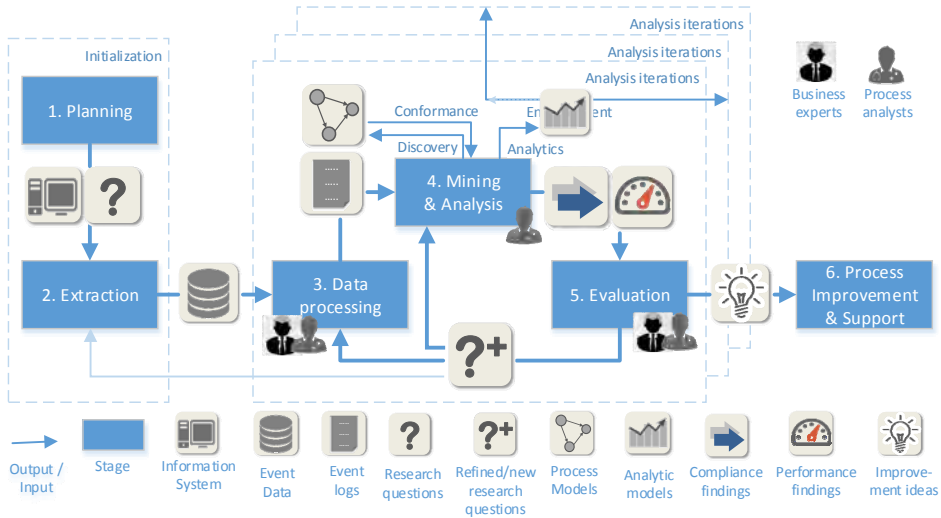 Analysis iterations
Initialization
Analysis iterations
Analysis iterations
Business
experts
Process
analysts
1. Planning
Conformance
Discovery
Analytics
4. Mining
& Analysis
2. Extraction
3. Data
processing
5. Evaluation
6. Process
Improvement
& Support
Output /
Input
Stage
Information
System
Event
Data
Event
logs
Research
questions
Refined/new
research
questions
Process
Models
Analytic
models
Compliance
findings
Performance
findings
Improve-
ment ideas